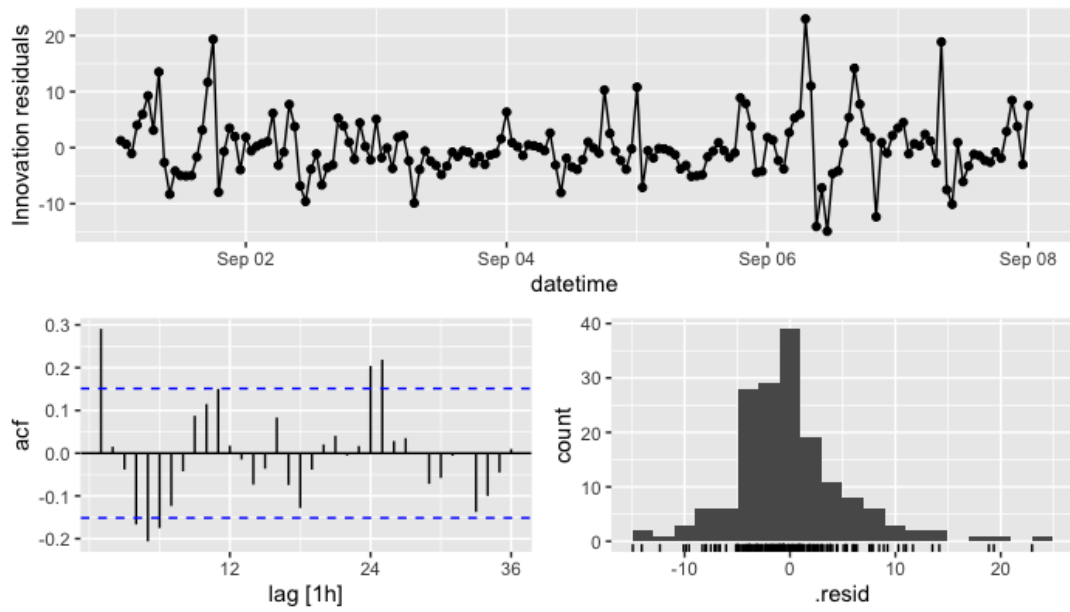 Innovation residuals
20
10
0
-10
Sep 02
Sep 04
Sep 06
Sep 08
datetime
acf
0.3
0.2
0.1
0.0
-0.1
-0.2
12
24
36
lag [1h]
count
40
30
20
10
0
-10
0
10
20
.resid